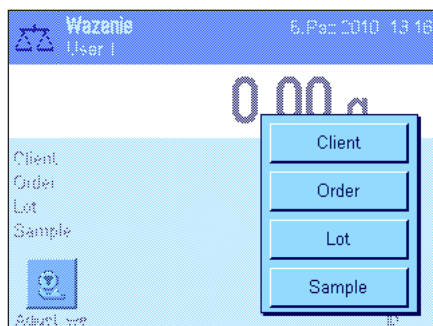 Wazenie
User 1
6.Paz 2010 13:16
0.00 g
Client
Order
Lot
Sample
Client
Order
Lot
Sample